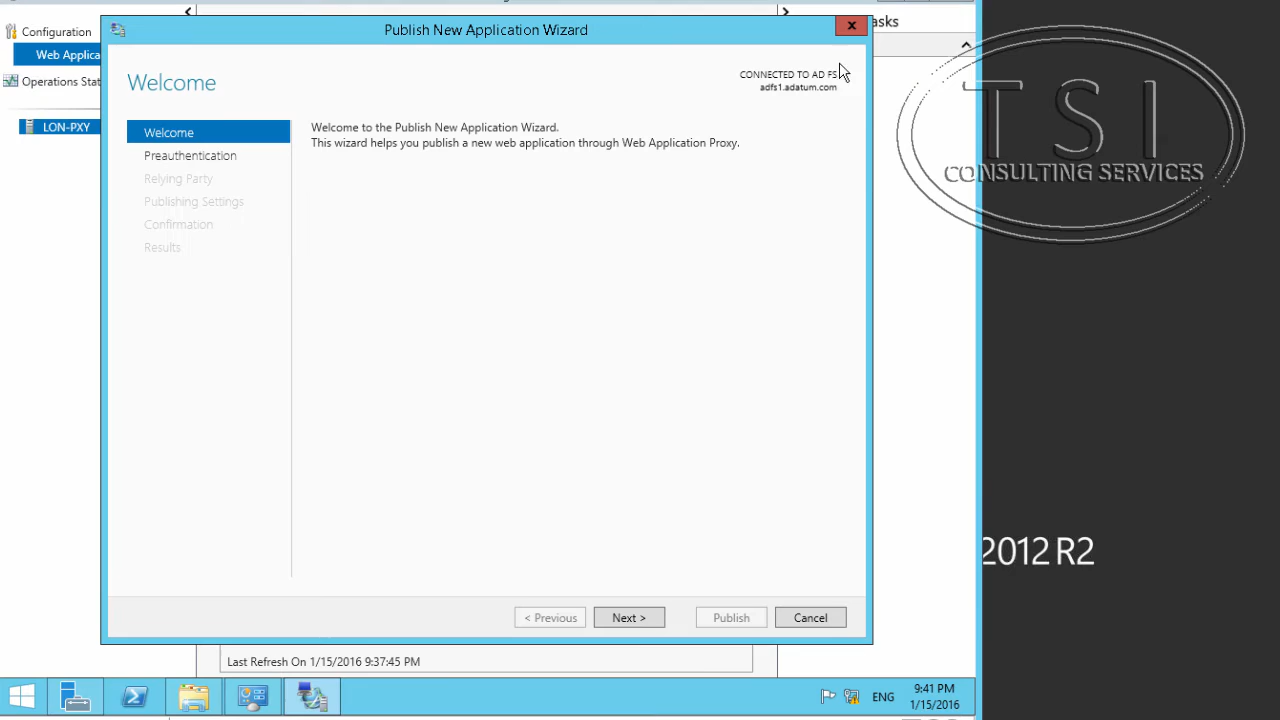 Configuration
Web Applica
Operations Stat
LON-PXY
Publish New Application Wizard
asks
Welcome
CONNECTED TO AD FS
adfs1.adatum.com
Welcome
Preauthentication
Relying Party
Publishing Settings
Confirmation
Results
Welcome to the Publish New Application Wizard.
This wizard helps you publish a new web application through Web Application Proxy.
< Previous
Next >
Publish
Cancel
Last Refresh On 1/15/2016 9:37:45 PM
ENG
9:41 PM
1/15/2016
TSI
CONSULTING SERVICES
2012 R2